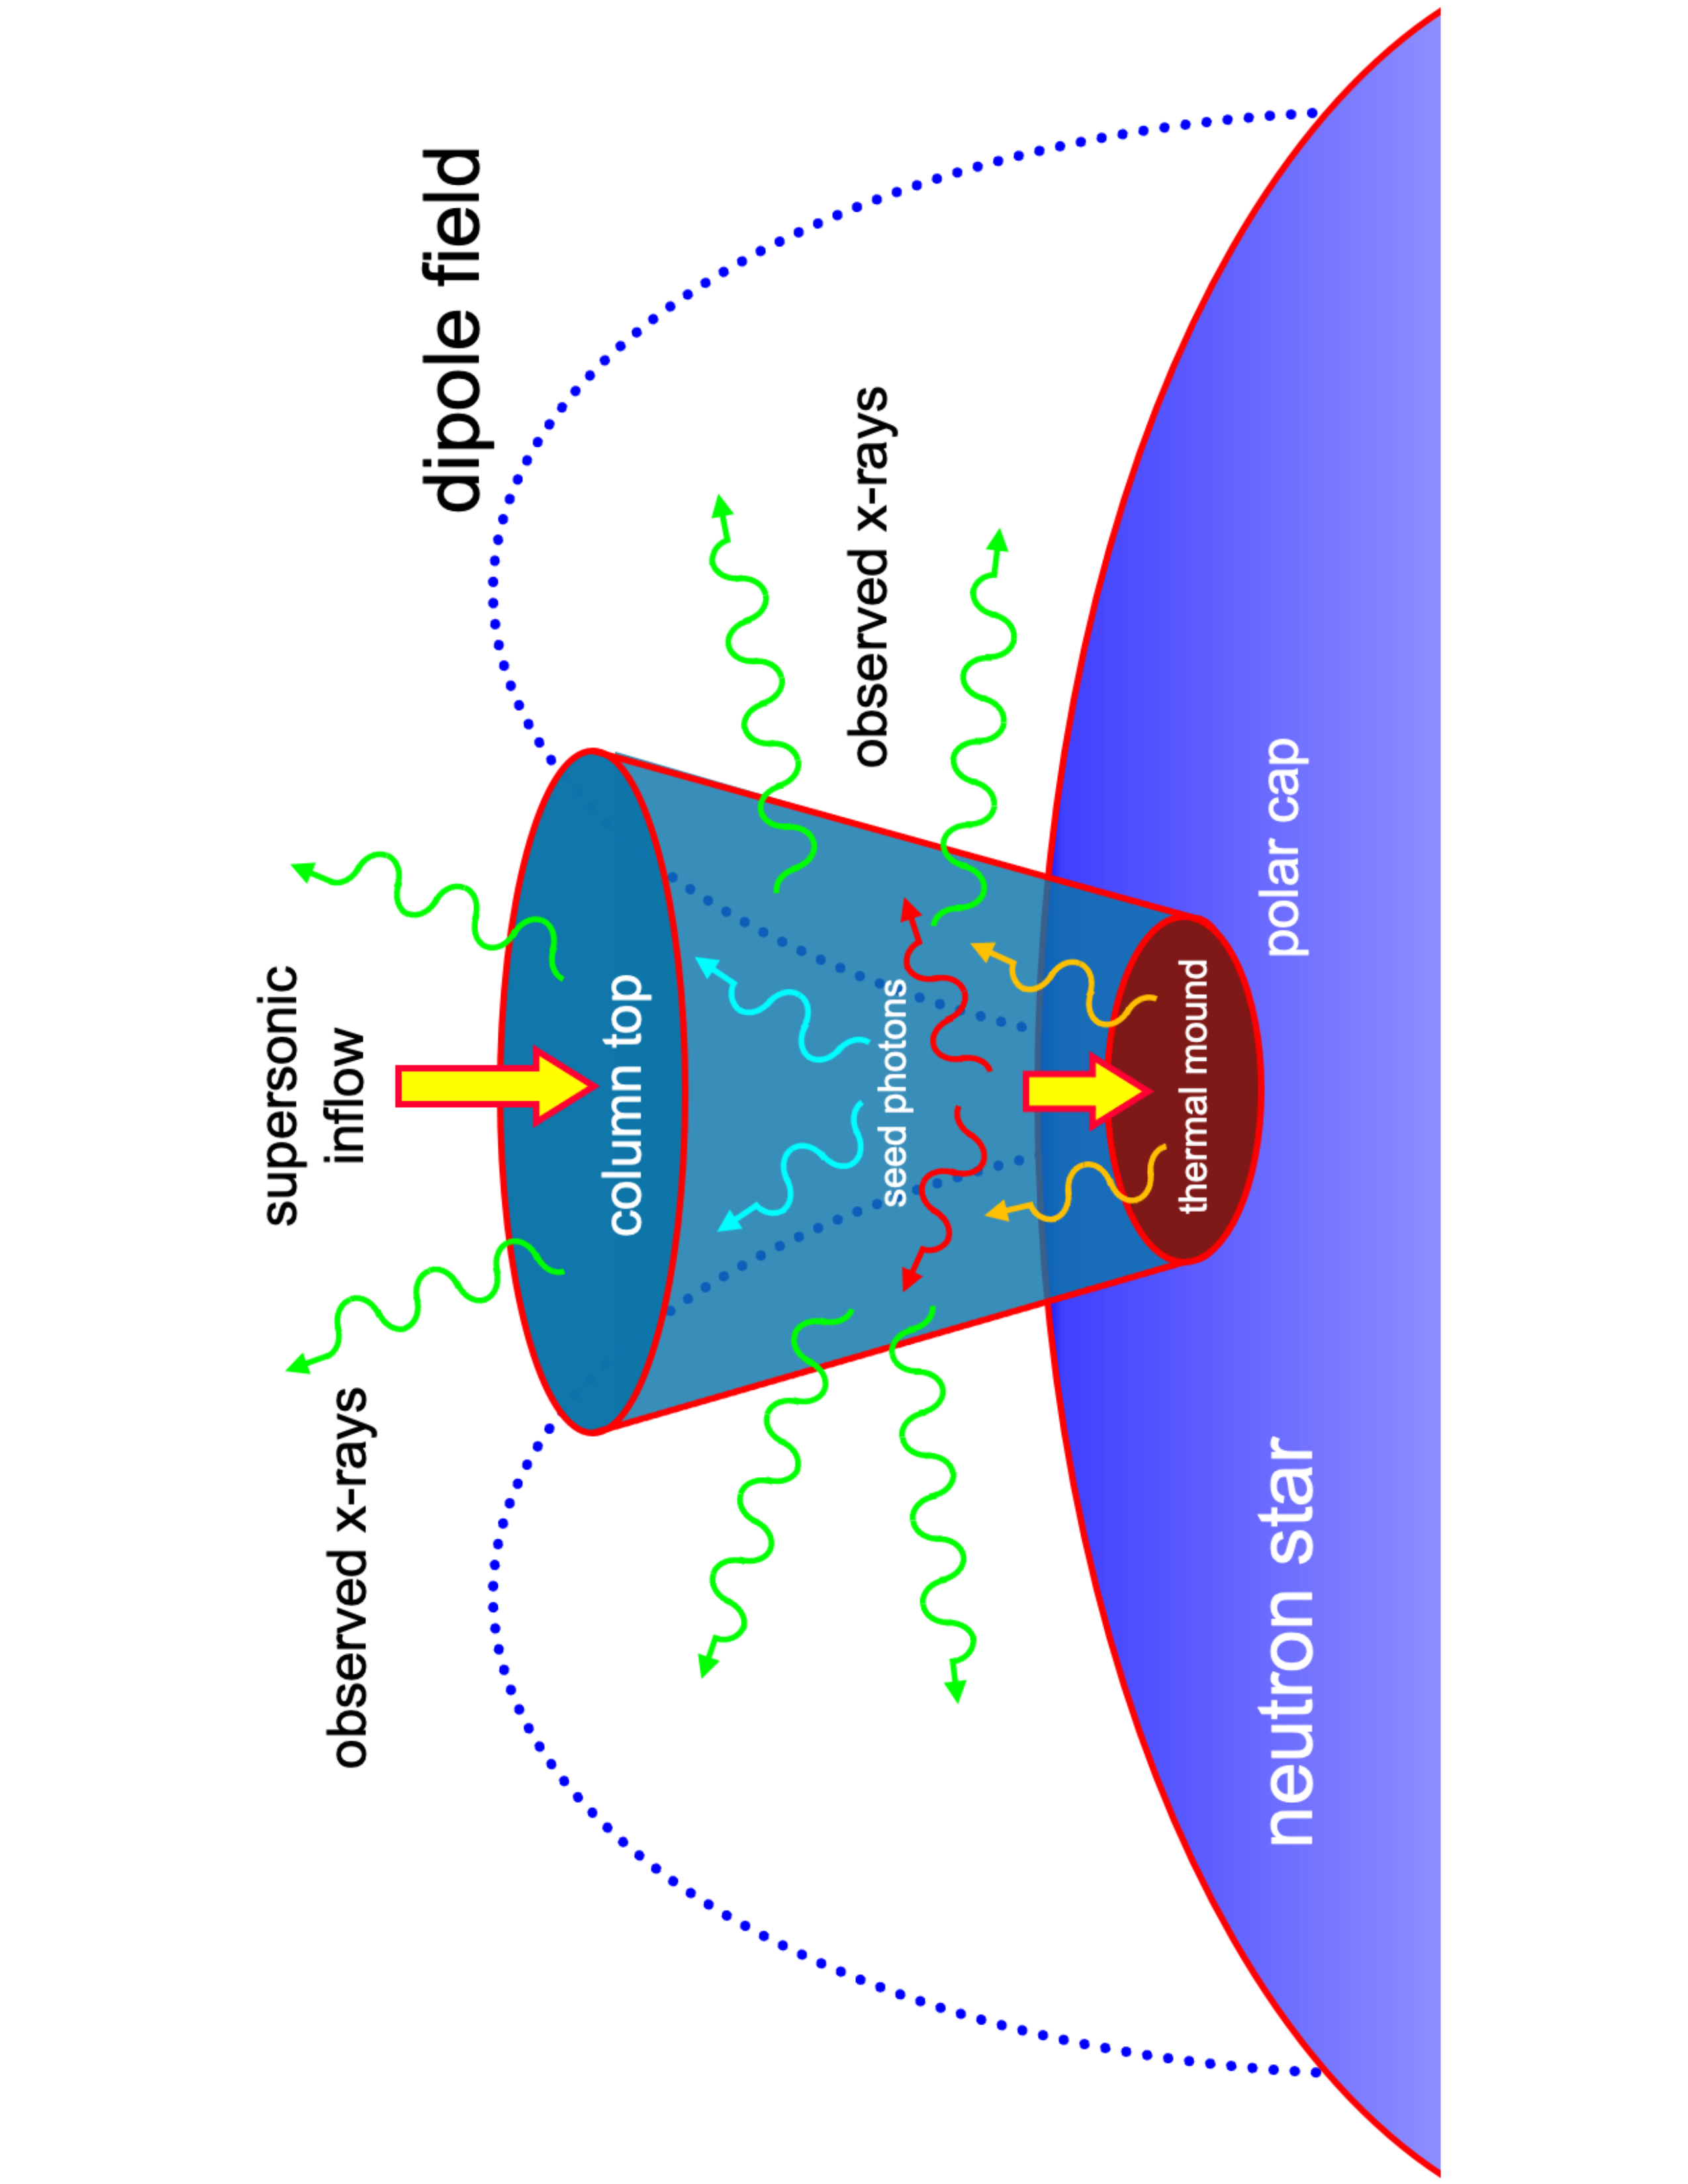 supersonic
inflow
observed x-rays
dipole field
column top
observed x-rays
seed photons
thermal mound
neutron star
polar cap